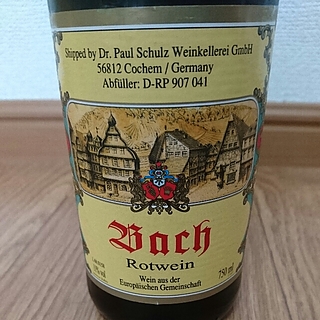 Shipped by Dr. Paul Schulz Weinkellerei GmbH
56812 Cochem / Germany
Abfüller: D-RP 907 041
Bach
Rotwein
Wein aus der
Europäischen Gemeinschaft
750 ml